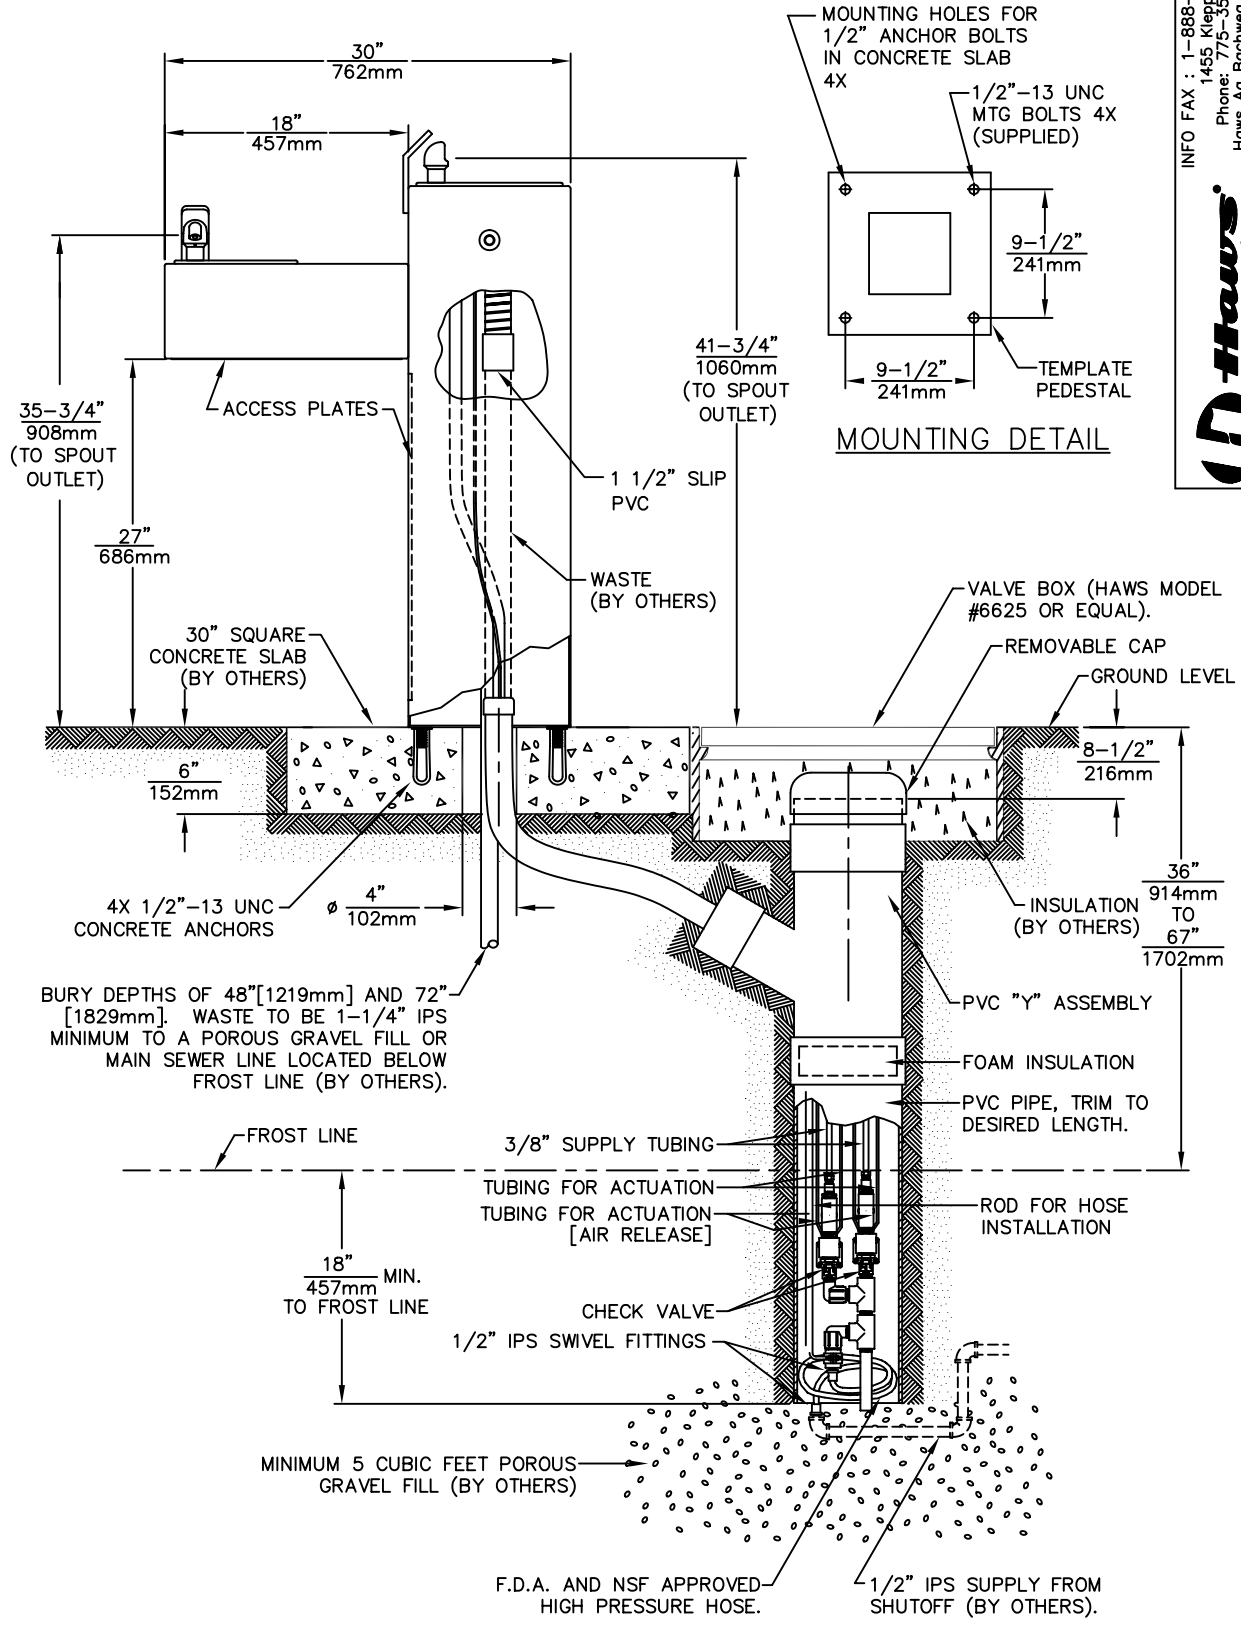 30"
762mm
18"
457mm
35-3/4"
908mm
(TO SPOUT
OUTLET)
27"
686mm
ACCESS PLATES
41-3/4"
1060mm
(TO SPOUT
OUTLET)
1 1/2" SLIP
PVC
WASTE
(BY OTHERS)
MOUNTING HOLES FOR
1/2" ANCHOR BOLTS
IN CONCRETE SLAB
4X
1/2"-13 UNC
MTG BOLTS 4X
(SUPPLIED)
9-1/2"
241mm
9-1/2"
241mm
TEMPLATE
PEDESTAL
MOUNTING DETAIL
INFO FAX : 1-888-
Phone: 775-35
Haws
30" SQUARE
CONCRETE SLAB
(BY OTHERS)
VALVE BOX (HAWS MODEL
#6625 OR EQUAL).
REMOVABLE CAP
GROUND LEVEL
6"
152mm
8-1/2"
216mm
4X 1/2"-13 UNC
CONCRETE ANCHORS
ø 4"
102mm
INSULATION
(BY OTHERS)
36"
914mm
TO
67"
1702mm
BURY DEPTHS OF 48"[1219mm] AND 72"
[1829mm]. WASTE TO BE 1-1/4" IPS
MINIMUM TO A POROUS GRAVEL FILL OR
MAIN SEWER LINE LOCATED BELOW
FROST LINE (BY OTHERS).
PVC "Y" ASSEMBLY
FOAM INSULATION
PVC PIPE, TRIM TO
DESIRED LENGTH.
FROST LINE
3/8" SUPPLY TUBING
TUBING FOR ACTUATION
TUBING FOR ACTUATION
[AIR RELEASE]
ROD FOR HOSE
INSTALLATION
18"
457mm MIN.
TO FROST LINE
CHECK VALVE
1/2" IPS SWIVEL FITTINGS
MINIMUM 5 CUBIC FEET POROUS
GRAVEL FILL (BY OTHERS)
F.D.A. AND NSF APPROVED
HIGH PRESSURE HOSE.
1/2" IPS SUPPLY FROM
SHUTOFF (BY OTHERS).